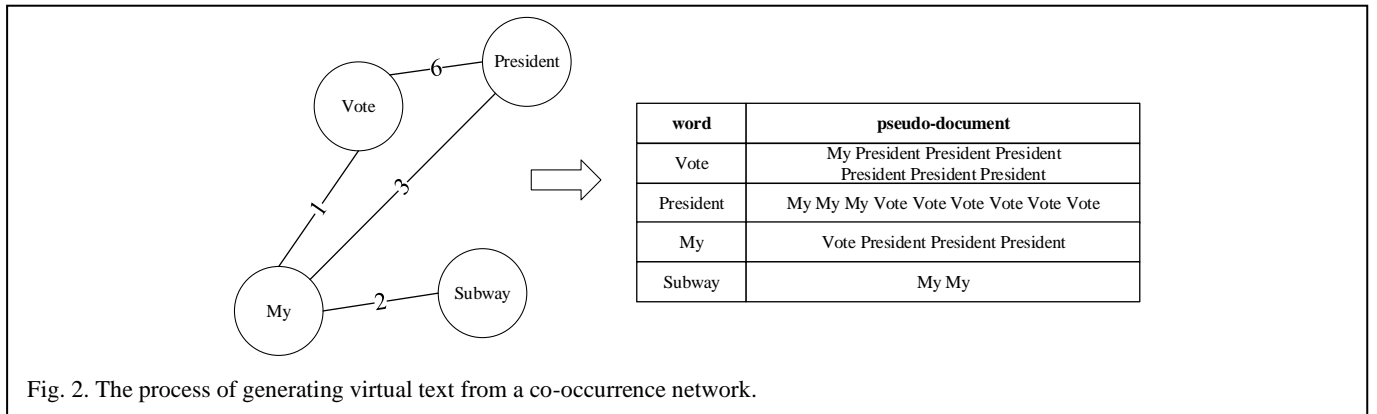 President
6
Vote
3
1
My
2
Subway
word pseudo-document
Vote My President President President
President President President
President My My My Vote Vote Vote Vote Vote Vote
My Vote President President President
Subway My My
Fig. 2. The process of generating virtual text from a co-occurrence network.